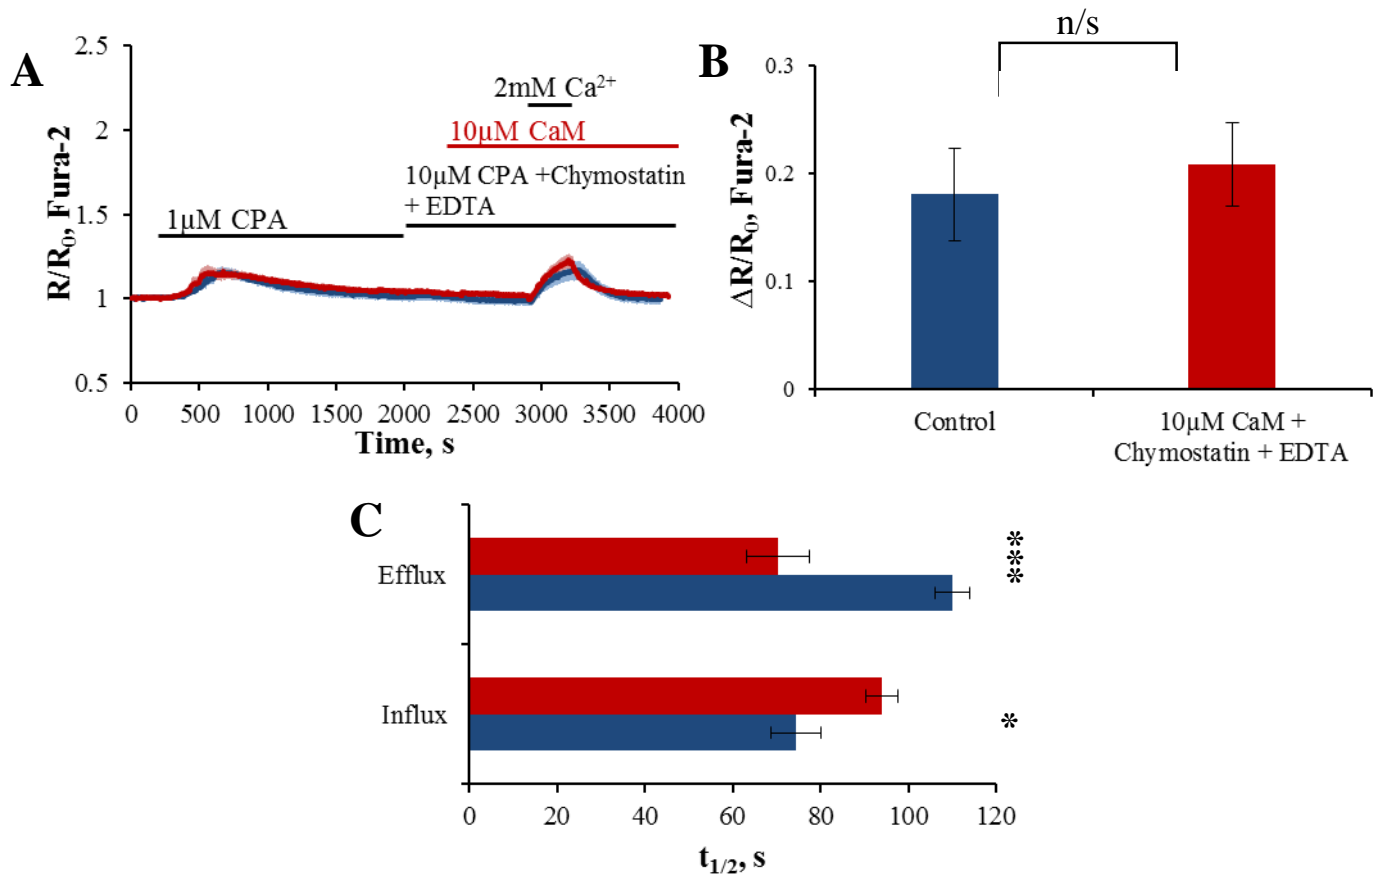 A
2.5
2
1.5
1
0.5
R/R₀, Fura-2
2mM Ca²⁺
10µM CaM
10µM CPA +Chymostatin
+ EDTA
1µM CPA
0 500 1000 1500 2000 2500 3000 3500 4000
Time, s
B
n/s
0.3
0.2
0.1
0
ΔR/R₀, Fura-2
Control
10µM CaM +
Chymostatin + EDTA
C
Efflux
***
Influx
*
0 20 40 60 80 100 120
t₁/₂, s